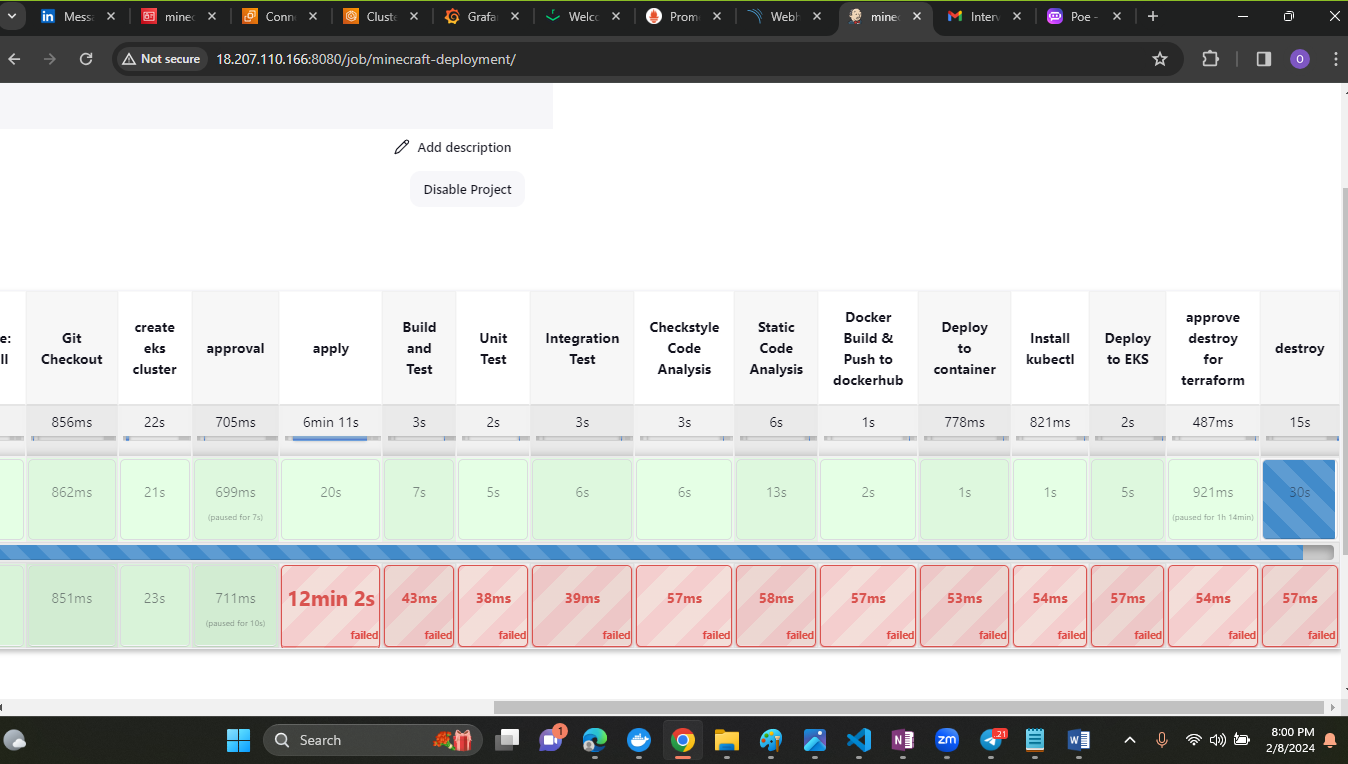 Messa
minec
Conne
Cluste
Grafan
Welco
Prome
Webh
minec
Interv
Poe -
Not secure
18.207.110.166:8080/job/minecraft-deployment/
O
Add description
Disable Project
e:
ll
Git
Checkout
create
eks
cluster
approval
apply
Build
and
Test
Unit
Test
Integration
Test
Checkstyle
Code
Analysis
Static
Code
Analysis
Docker
Build &
Push to
dockerhub
Deploy
to
container
Install
kubectl
Deploy
to EKS
approve
destroy
for
terraform
destroy
856ms 22s 705ms 6min 11s 3s 2s 3s 3s 6s 1s 778ms 821ms 2s 487ms 15s
862ms 21s 699ms 20s 7s 5s 6s 6s 13s 2s 1s 1s 5s 921ms 30s
(paused for 7s) (paused for 1h 14min)
851ms 23s 711ms 12min 2s 43ms 38ms 39ms 57ms 58ms 57ms 53ms 54ms 57ms 54ms 57ms
(paused for 10s)
failed failed failed failed failed failed failed failed failed failed failed failed
Search
1
zm
21
N
W
8:00 PM
2/8/2024